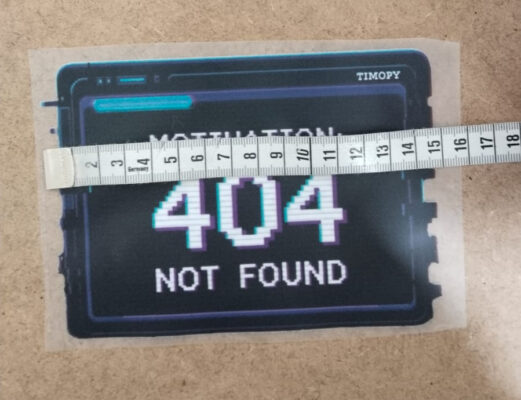 TIMOPY
MOTIVATION:
2 3 4 5 6 7 8 9 10 11 12 13 14 15 16 17 18
Germany
404
NOT FOUND